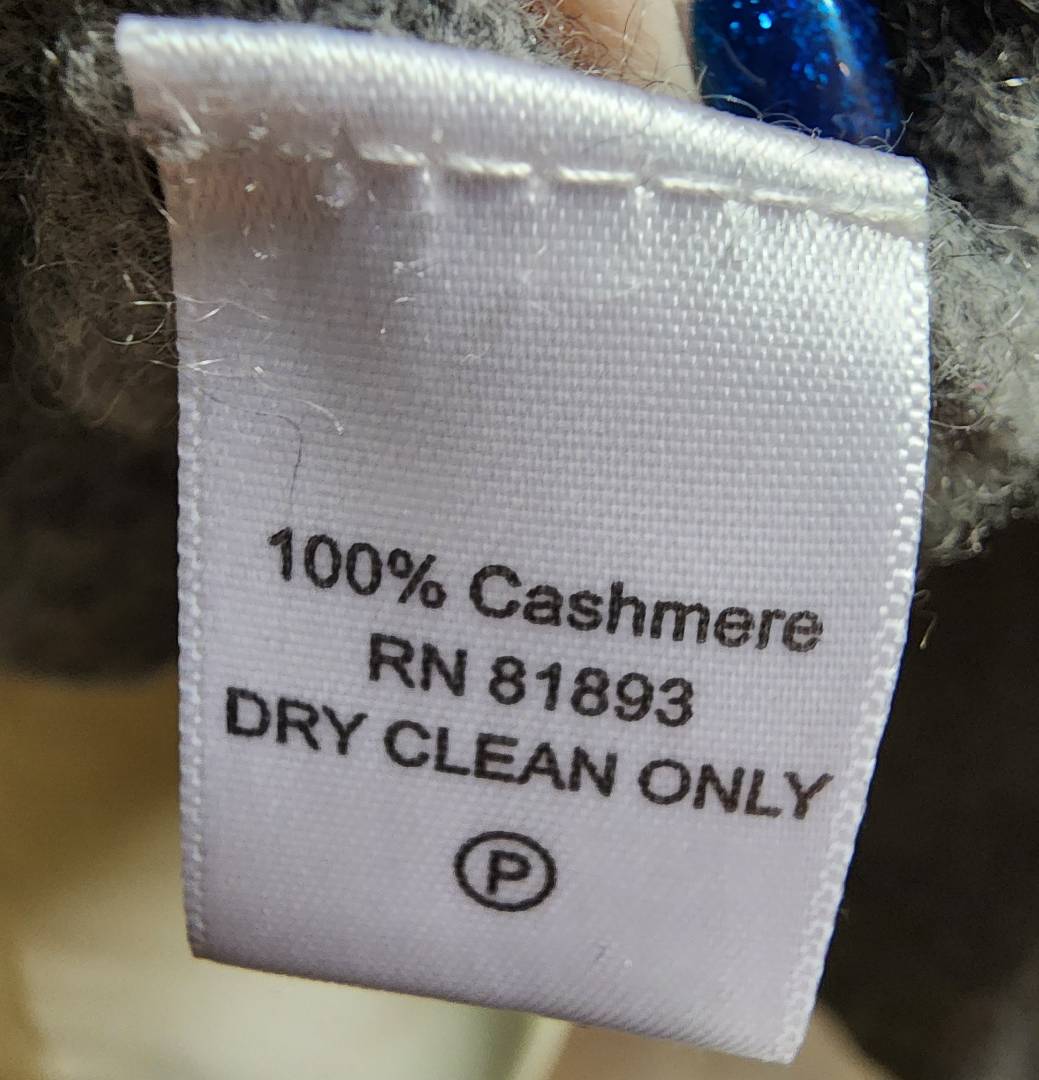 100% Cashmere
RN 81893
DRY CLEAN ONLY
P